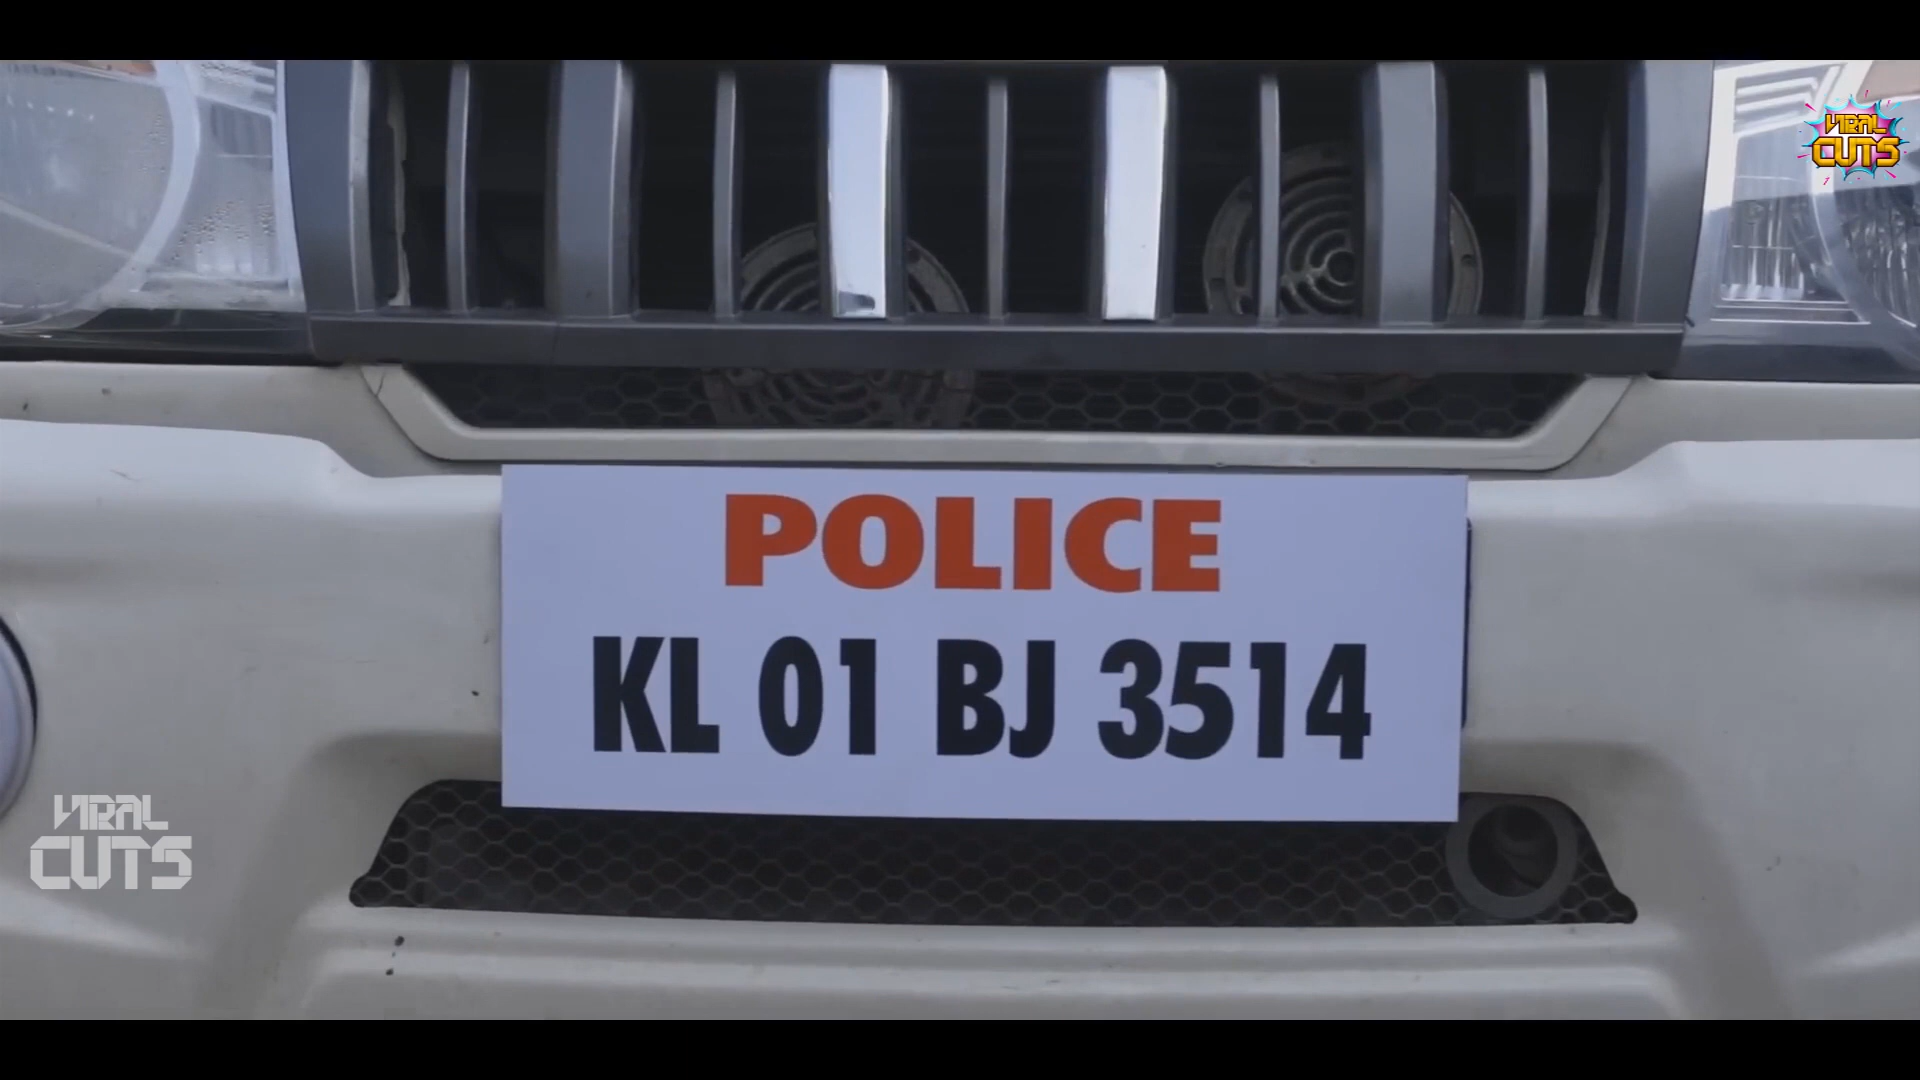 VIRAL
CUTS
POLICE
KL 01 BJ 3514
VIRAL
CUTS